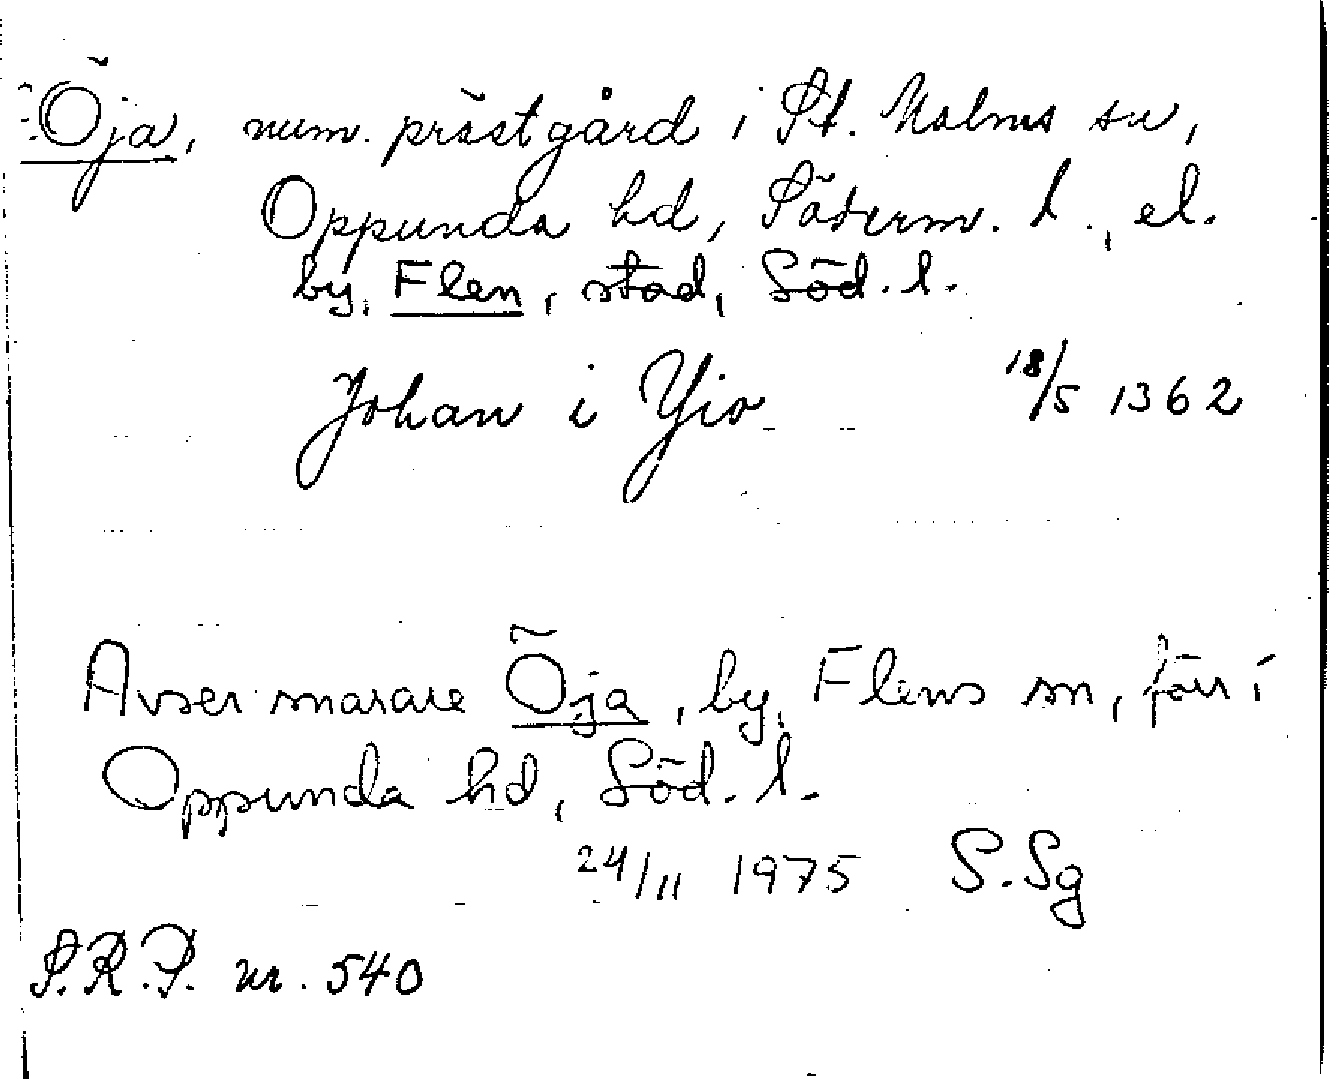 Öja, num. prästgård i St. Malms sn,
Oppunda hd, Söderm. l., el.
by, Flen, stad, Söd. l.
Johan i Yio 18/5 1362
Avser snarare Öja, by, Flens sn, förr i
Oppunda hd, Söd. l.
24/11 1975 S. Sg
S.R.P. nr. 540